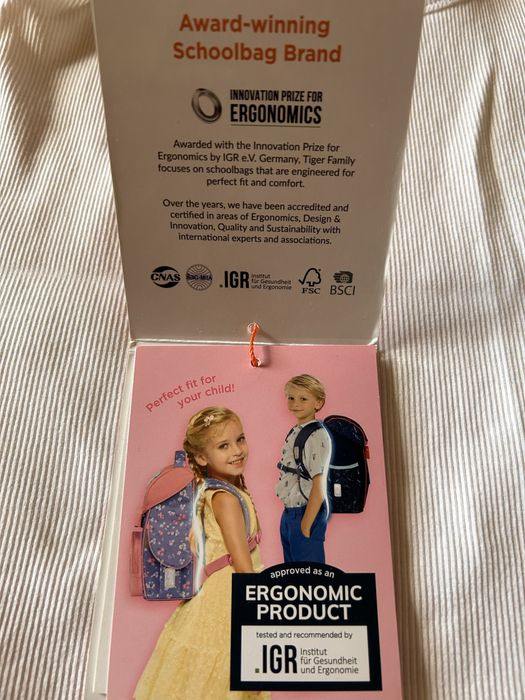 Award-winning
Schoolbag Brand
INNOVATION PRIZE FOR
ERGONOMICS
Awarded with the Innovation Prize for
Ergonomics by IGR e.V. Germany, Tiger Family
focuses on schoolbags that are engineered for
perfect fit and comfort.
Over the years, we have been accredited and
certified in areas of Ergonomics, Design &
Innovation, Quality and Sustainability with
international experts and associations.
CNAS
ilac-MRA
.IGR
Institut
für Gesundheit
und Ergonomie
FSC
BSCI
Perfect fit for
your child!
approved as an
ERGONOMIC
PRODUCT
tested and recommended by
.IGR
Institut
für Gesundheit
und Ergonomie